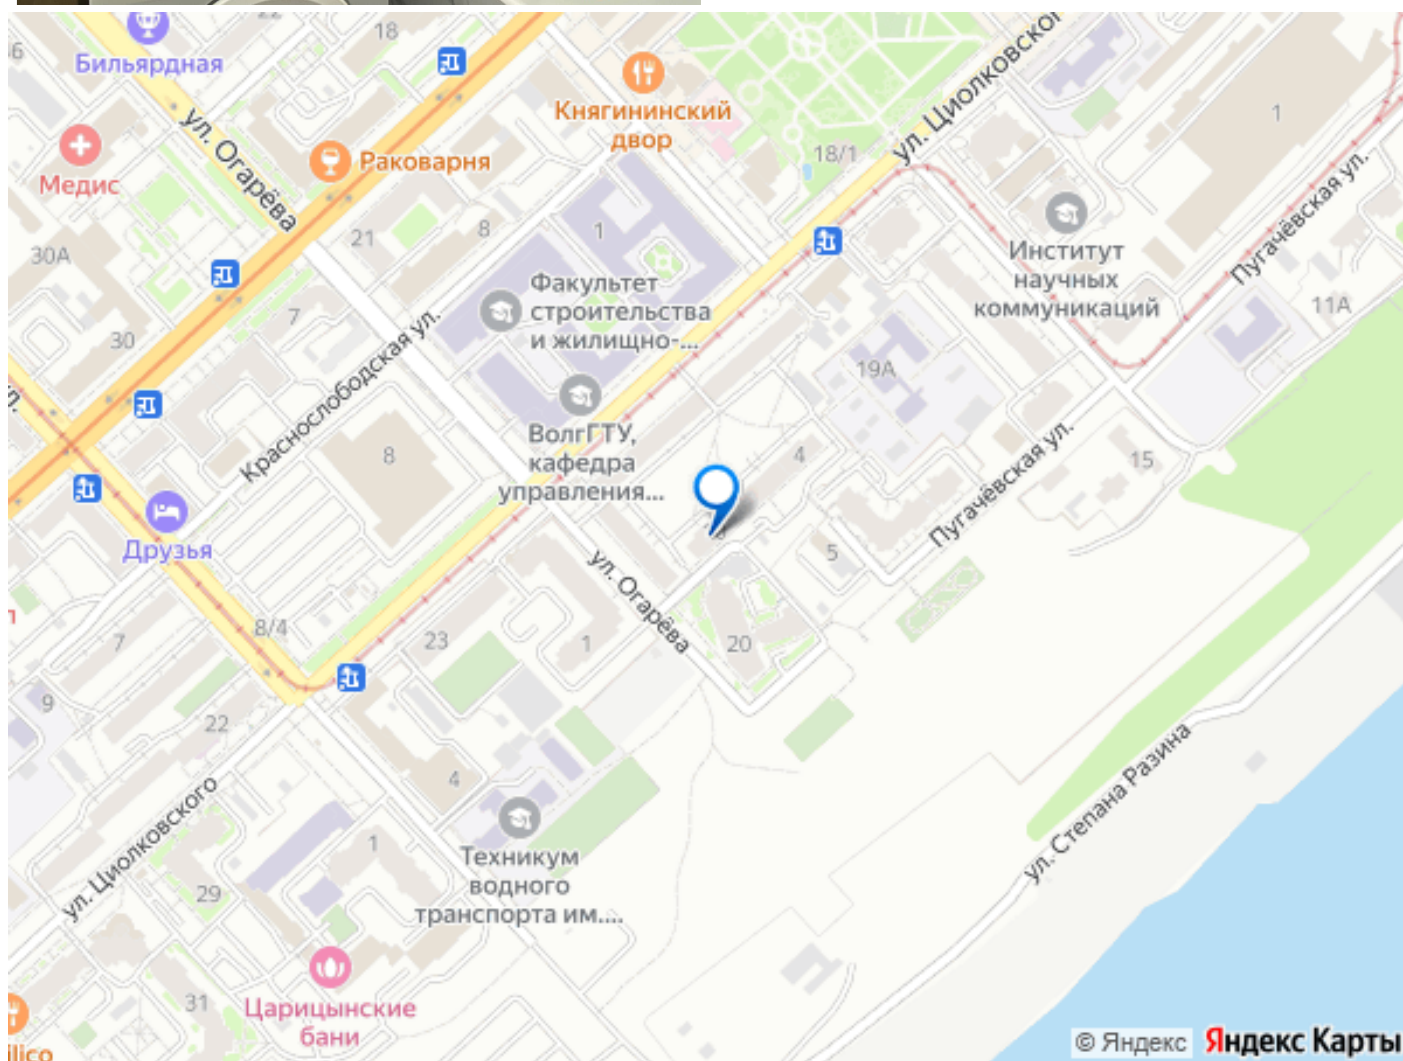 18
Бильярдная
ул. Огарёва
Медис
Раковарня
Княгининский
двор
ул. Циолковского
18/1
1
30А
21
8
1
Институт
научных
коммуникаций
Пугачёвская ул.
11А
Факультет
строительства
и жилищно-...
7
30
Краснослободская ул.
19А
ВолгГТУ,
кафедра
управления...
8
4
15
Пугачёвская ул.
Друзья
5
ул. Огарёва
8/4
7
23
1
20
9
22
4
ул. Циолковского
ул. Степана Разина
Техникум
водного
транспорта им....
1
29
31
Царицынские
бани
© Яндекс Яндекс Карты